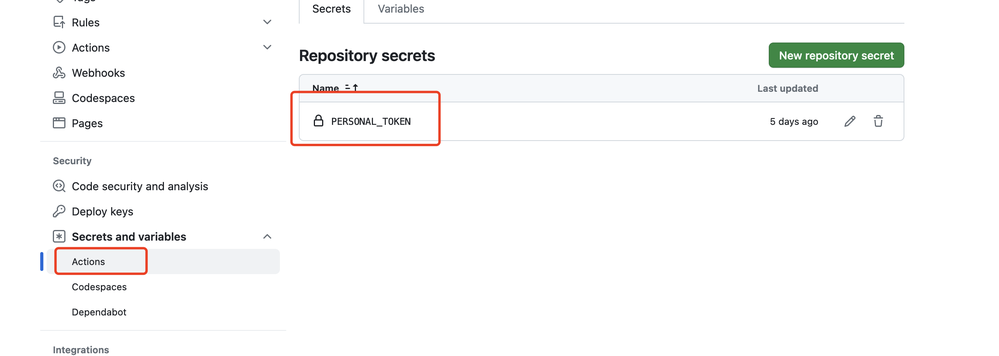 Secrets
Variables
Rules
Actions
Webhooks
Codespaces
Pages
Security
Code security and analysis
Deploy keys
Secrets and variables
Actions
Codespaces
Dependabot
Integrations
Repository secrets
New repository secret
Name
Last updated
PERSONAL_TOKEN
5 days ago